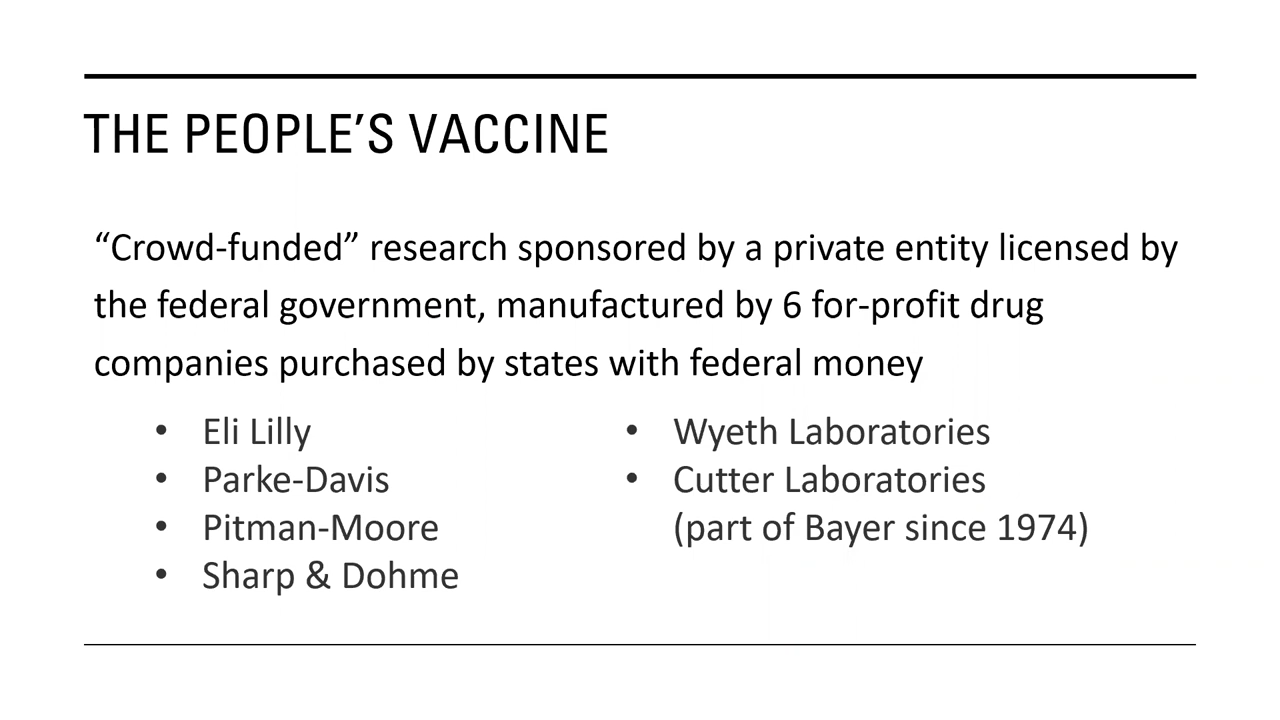 THE PEOPLE’S VACCINE
“Crowd-funded” research sponsored by a private entity licensed by
the federal government, manufactured by 6 for-profit drug
companies purchased by states with federal money
• Eli Lilly
• Parke-Davis
• Pitman-Moore
• Sharp & Dohme
• Wyeth Laboratories
• Cutter Laboratories
(part of Bayer since 1974)